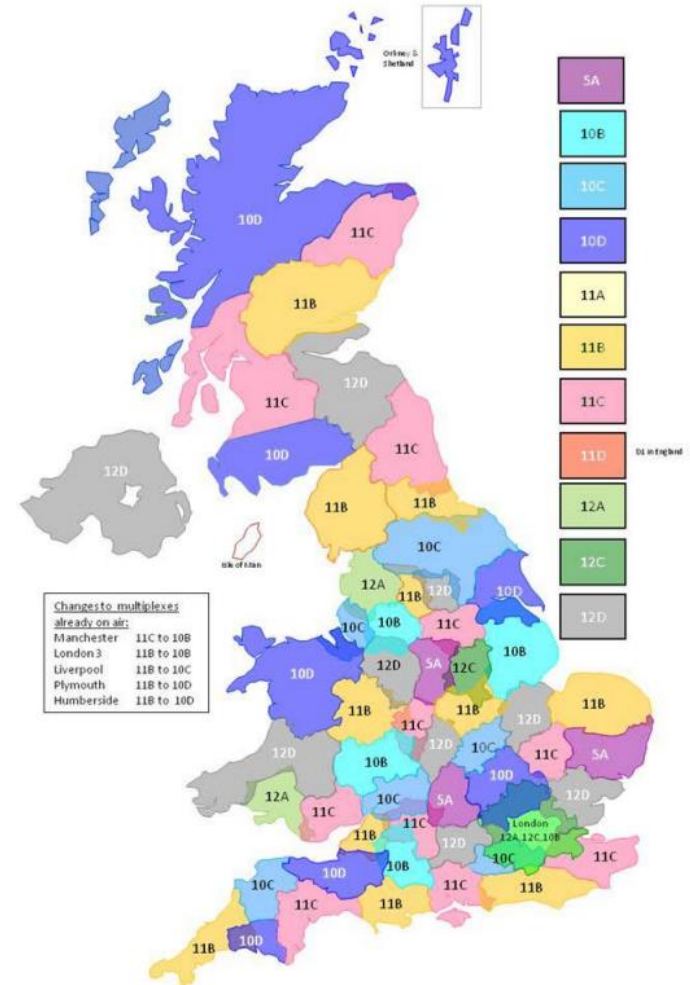 Orkney &
Shetland
5A
10B
10C
10D
11A
11B
11C
11D
D1 in England
12A
12C
12D
10D
11C
11B
12D
11C
10D
11C
12D
11B
11B
Isle of Man
10C
12A
11B
12D
10D
10C
10B
11C
12D
5A
12C
10B
10D
11B
11C
11B
12D
11B
12D
10B
12D
10C
11C
5A
12A
11C
10C
5A
10D
12D
11B
11C
London
12A,12C,10B
10B
12D
10C
11C
10C
10D
11C
11B
11C
11B
11B
10D
Changes to multiplexes
already on air:
Manchester 11C to 10B
London 3 11B to 10B
Liverpool 11B to 10C
Plymouth 11B to 10D
Humberside 11B to 10D